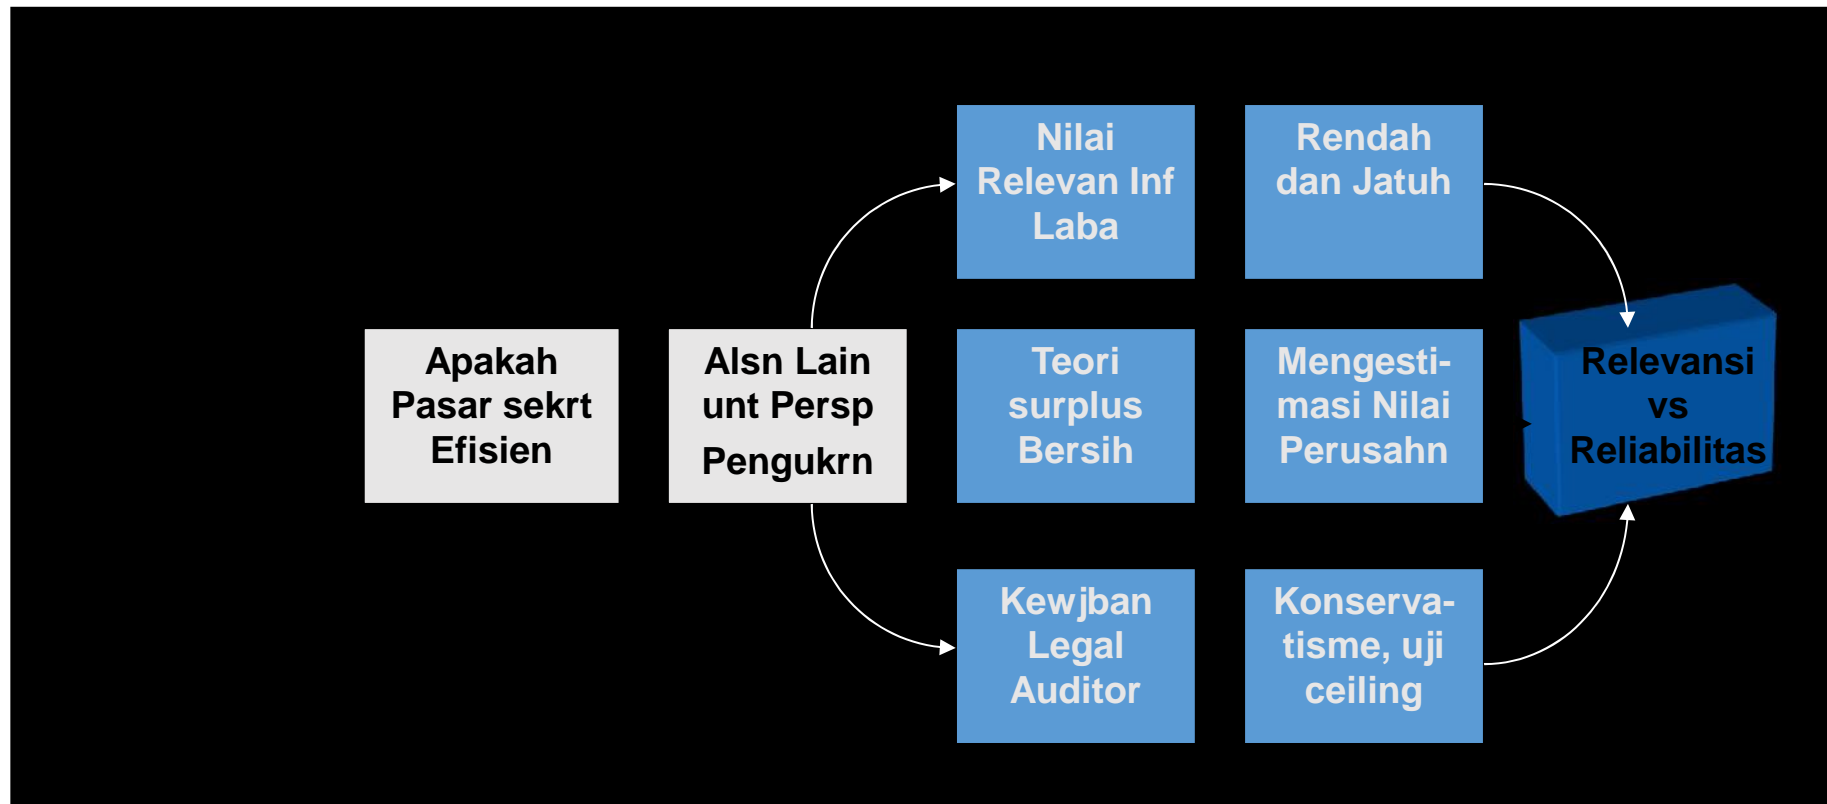 Nilai
Relevan Inf
Laba
Rendah
dan Jatuh
Apakah
Pasar sekrt
Efisien
Alsn Lain
unt Persp
Pengukrn
Teori
surplus
Bersih
Mengesti-
masi Nilai
Perusahn
Relevansi
vs
Reliabilitas
Kewjban
Legal
Auditor
Konserva-
tisme, uji
ceiling